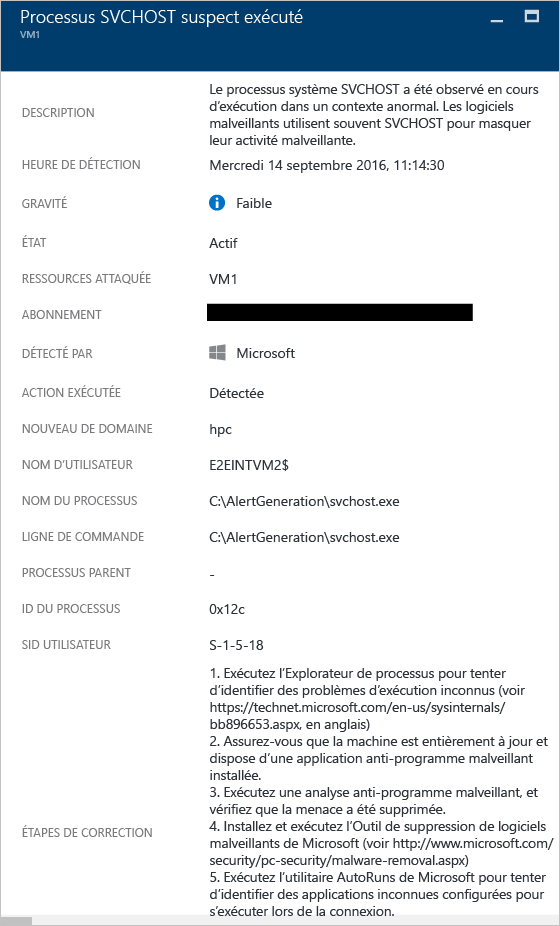 Processus SVCHOST suspect exécuté
VM1
DESCRIPTION
Le processus système SVCHOST a été observé en cours
d'exécution dans un contexte anormal. Les logiciels
malveillants utilisent souvent SVCHOST pour masquer
leur activité malveillante.
HEURE DE DÉTECTION
Mercredi 14 septembre 2016, 11:14:30
GRAVITÉ
Faible
ÉTAT
Actif
RESSOURCES ATTAQUÉE
VM1
ABONNEMENT
DÉTECTÉ PAR
Microsoft
ACTION EXÉCUTÉE
Détectée
NOUVEAU DE DOMAINE
hpc
NOM D'UTILISATEUR
E2EINTVM2$
NOM DU PROCESSUS
C:\AlertGeneration\svchost.exe
LIGNE DE COMMANDE
C:\AlertGeneration\svchost.exe
PROCESSUS PARENT
-
ID DU PROCESSUS
0x12c
SID UTILISATEUR
S-1-5-18
ÉTAPES DE CORRECTION
1. Exécutez l'Explorateur de processus pour tenter
d'identifier des problèmes d'exécution inconnus (voir
https://technet.microsoft.com/en-us/sysinternals/
bb896653.aspx, en anglais)
2. Assurez-vous que la machine est entièrement à jour et
dispose d'une application anti-programme malveillant
installée.
3. Exécutez une analyse anti-programme malveillant, et
vérifiez que la menace a été supprimée.
4. Installez et exécutez l'Outil de suppression de logiciels
malveillants de Microsoft (voir http://www.microsoft.com/
security/pc-security/malware-removal.aspx)
5. Exécutez l'utilitaire AutoRuns de Microsoft pour tenter
d'identifier des applications inconnues configurées pour
s'exécuter lors de la connexion.